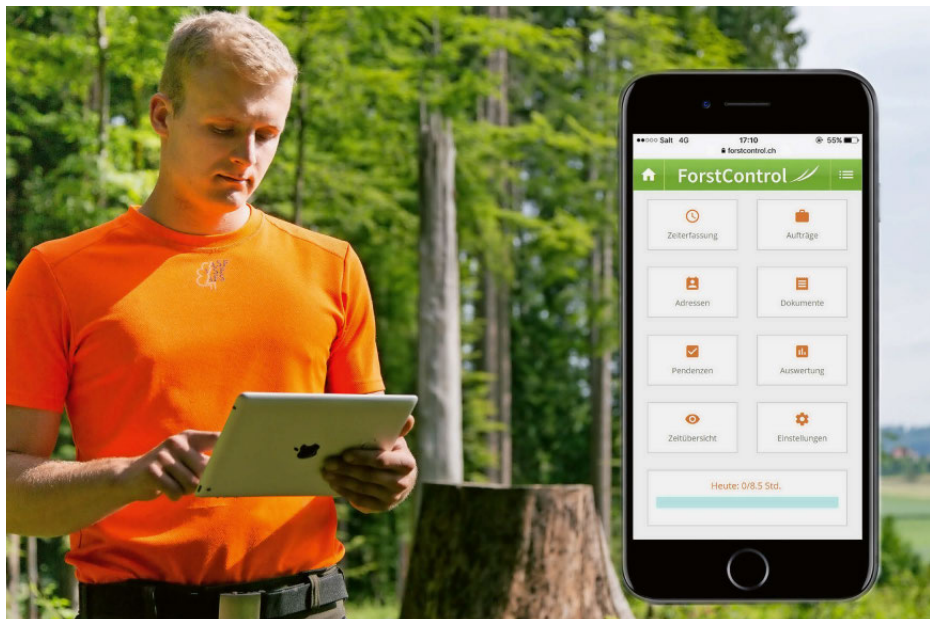 Salt 4G 17:10 55%
forstcontrol.ch
ForstControl
Zeiterfassung Aufträge
Adressen Dokumente
Pendenzen Auswertung
Zeitübersicht Einstellungen
Heute: 0/8.5 Std.